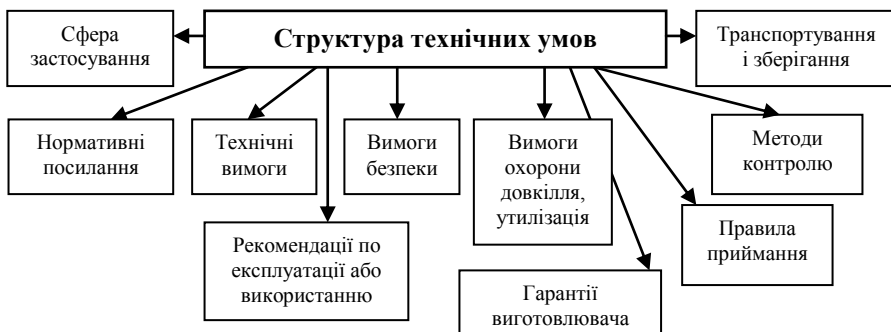 Сфера
застосування
Структура технічних умов
Транспортування
і зберігання
Нормативні
посилання
Технічні
вимоги
Вимоги
безпеки
Вимоги
охорони
довкілля,
утилізація
Методи
контролю
Рекомендації по
експлуатації або
використанню
Гарантії
виготовлювача
Правила
приймання